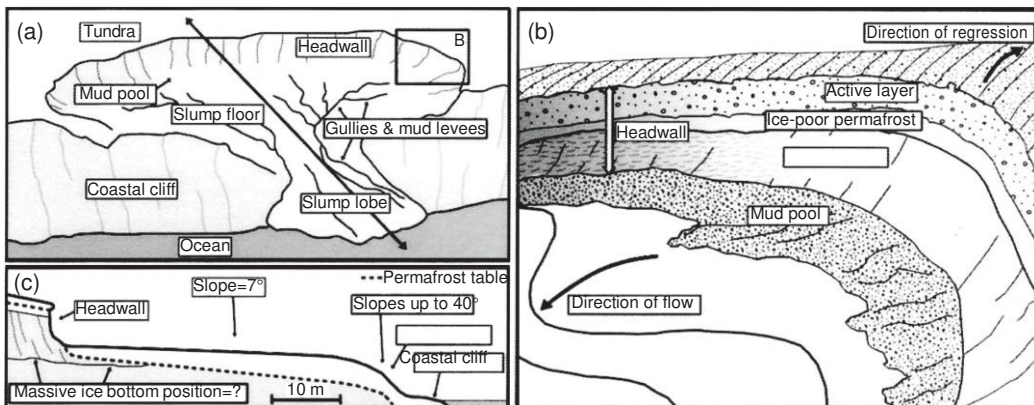 (a)
Tundra
Headwall
B
Mud pool
Slump floor
Gullies & mud levees
Coastal cliff
Slump lobe
Ocean
(b)
Direction of regression
Active layer
Ice-poor permafrost
Headwall
Mud pool
Direction of flow
(c)
Permafrost table
Slope=7°
Slopes up to 40°
Headwall
Coastal cliff
Massive ice bottom position=?
10 m